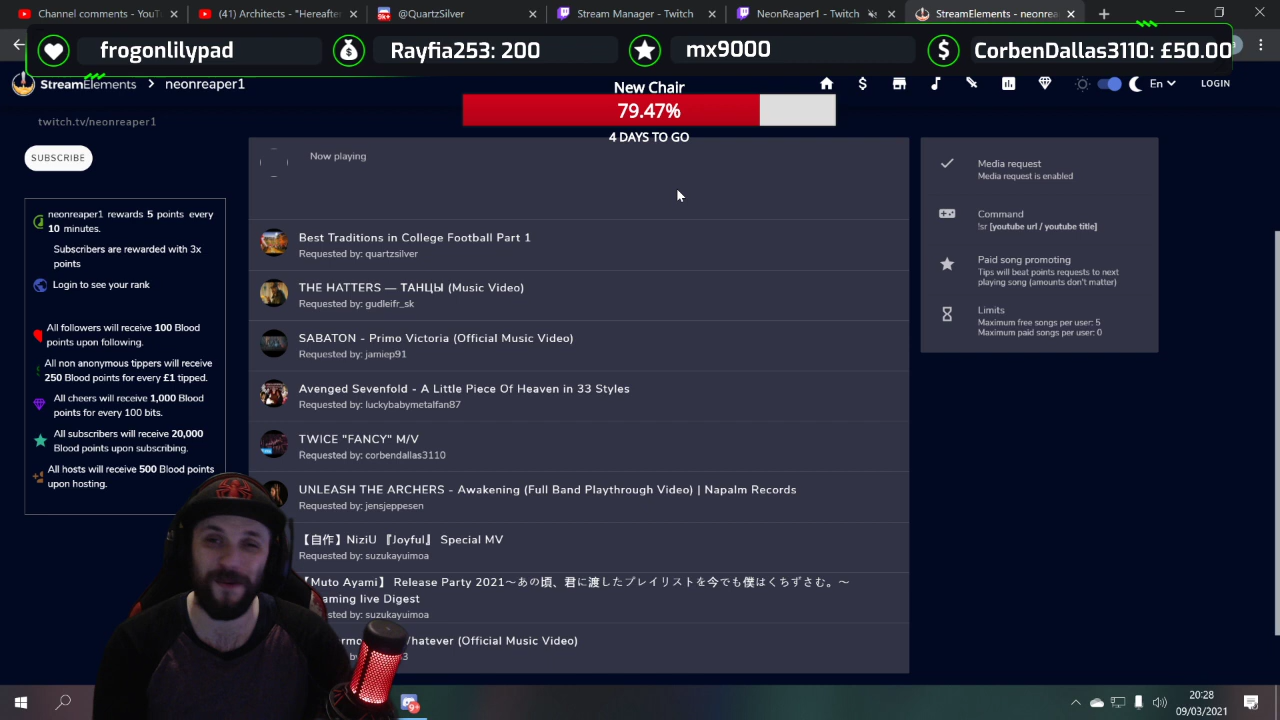 Channel comments - YouT
(41) Architects - "Hereafter
@QuartzSilver
Stream Manager - Twitch
NeonReaper1 - Twitch
StreamElements - neonreap
frogonlilypad
Rayfia253: 200
mx9000
CorbenDallas3110: £50.00
StreamElements > neonreaper1
En
LOGIN
New Chair
79.47%
4 DAYS TO GO
twitch.tv/neonreaper1
SUBSCRIBE
neonreaper1 rewards 5 points every
10 minutes.
Subscribers are rewarded with 3x
points
Login to see your rank
All followers will receive 100 Blood
points upon following.
All non anonymous tippers will receive
250 Blood points for every £1 tipped.
All cheers will receive 1,000 Blood
points for every 100 bits.
All subscribers will receive 20,000
Blood points upon subscribing.
All hosts will receive 500 Blood points
upon hosting.
Now playing
Best Traditions in College Football Part 1
Requested by: quartzsilver
THE HATTERS — ТАНЦЫ (Music Video)
Requested by: gudleifr_sk
SABATON - Primo Victoria (Official Music Video)
Requested by: jamiep91
Avenged Sevenfold - A Little Piece Of Heaven in 33 Styles
Requested by: luckybabymetalfan87
TWICE "FANCY" M/V
Requested by: corbendallas3110
UNLEASH THE ARCHERS - Awakening (Full Band Playthrough Video) | Napalm Records
Requested by: jensjeppesen
【自作】NiziU 『Joyful』 Special MV
Requested by: suzukayuimoa
【Muto Ayami】 Release Party 2021～あの頃、君に渡したプレイリストを今でも僕はくちずさむ。～
aming live Digest
sted by: suzukayuimoa
hatever (Official Music Video)
Media request
Media request is enabled
Command
!sr [youtube url / youtube title]
Paid song promoting
Tips will beat points requests to next
playing song (amounts don't matter)
Limits
Maximum free songs per user: 5
Maximum paid songs per user: 0
20:28
09/03/2021